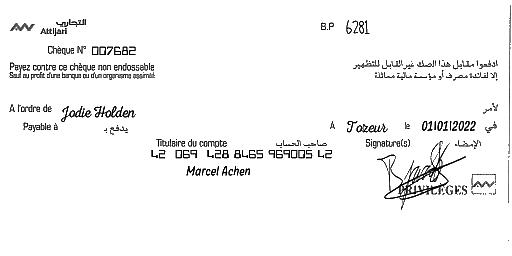 التجاري
Attijari
B.P 6281
Chèque N° 007682
Payez contre ce chèque non endossable
Sauf au profit d'une banque ou d'un organisme assimilé
ادفعوا مقابل هذا الصك غير القابل للتظهير
إلا لفائدة مصرف أو مؤسسة مالية مماثلة
A l'ordre de Jodie Holden
لأمر
Payable à يدفع بـ
A Tozeur le 01/01/2022 في
Titulaire du compte صاحب الحساب
Signature(s) الإمضاء
42 069 428 8465 969005 42
Marcel Achen
PRIVILEGES